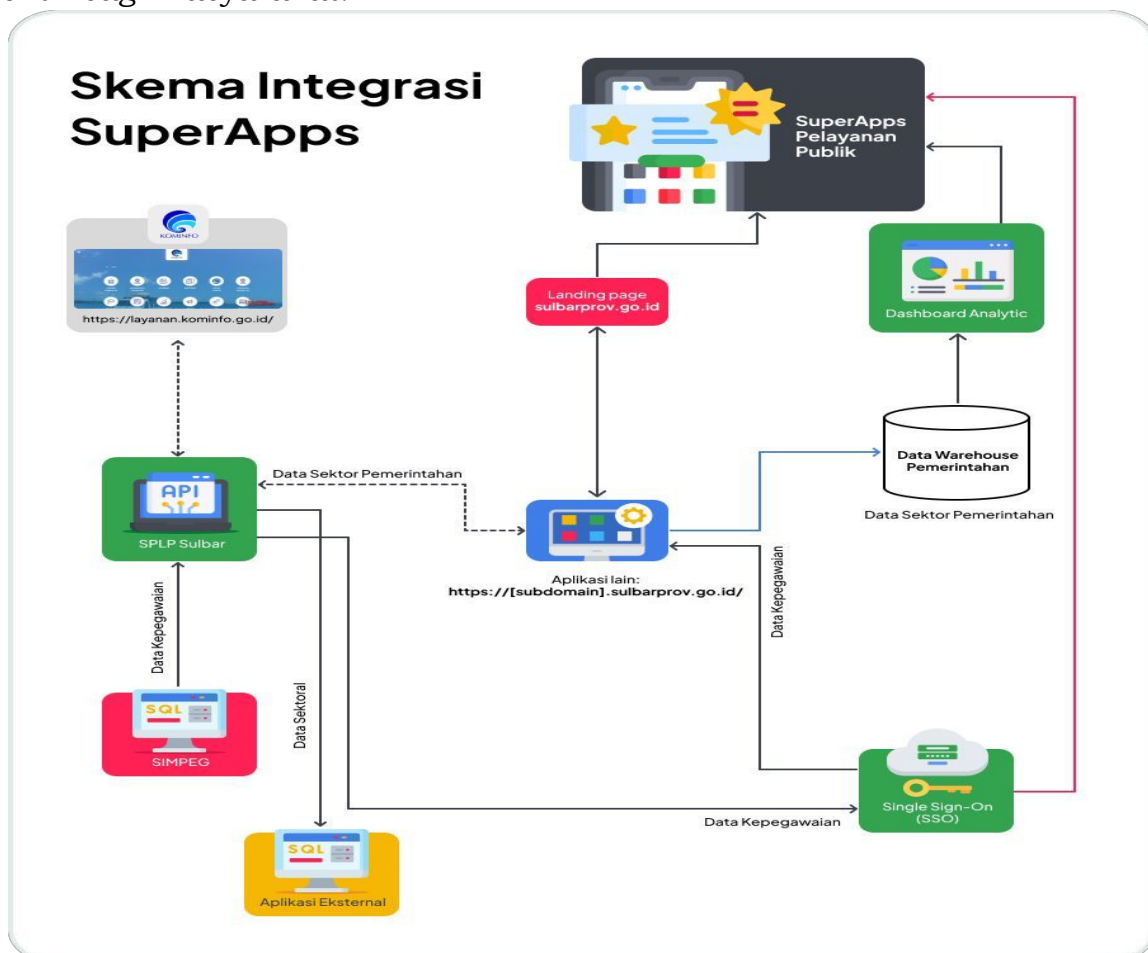 Skema Integrasi
SuperApps
SuperApps
Pelayanan
Publik
KOMINFO
https://layanan.kominfo.go.id/
Landing page
sulbarprov.go.id
Dashboard Analytic
Data Warehouse
Pemerintahan
Data Sektor Pemerintahan
Data Sektor Pemerintahan
API
SPLP Sulbar
Aplikasi lain:
https://[subdomain].sulbarprov.go.id/
Data Kepegawaian
Data Kepegawaian
SQL
SIMPEG
Data Sektoral
Single Sign-On
(SSO)
Data Kepegawaian
SQL
Aplikasi Eksternal